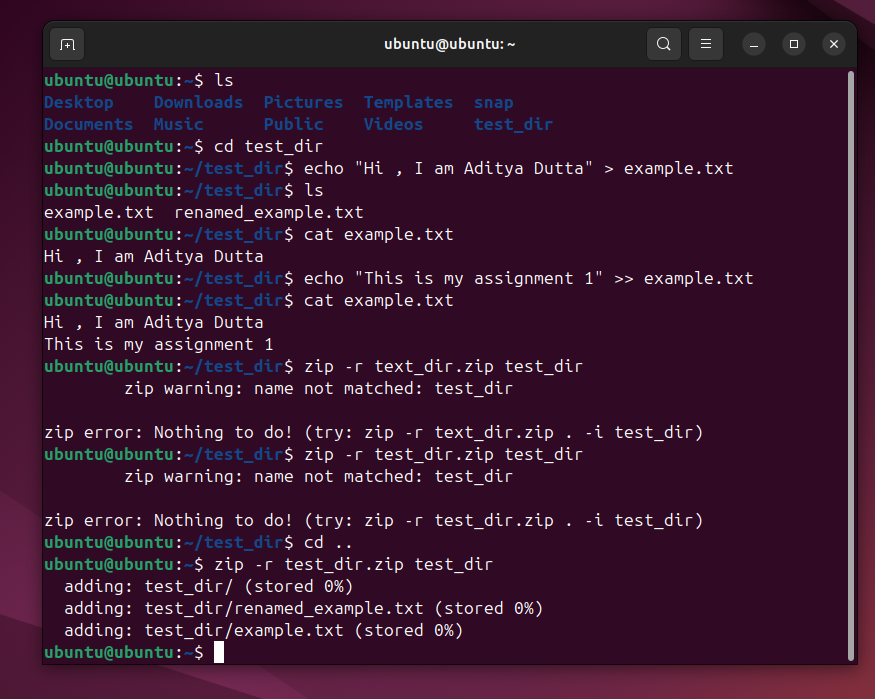 ubuntu@ubuntu: ~
ubuntu@ubuntu:~$ ls
Desktop    Downloads  Pictures  Templates  snap
Documents  Music      Public    Videos     test_dir
ubuntu@ubuntu:~$ cd test_dir
ubuntu@ubuntu:~/test_dir$ echo "Hi , I am Aditya Dutta" > example.txt
ubuntu@ubuntu:~/test_dir$ ls
example.txt  renamed_example.txt
ubuntu@ubuntu:~/test_dir$ cat example.txt
Hi , I am Aditya Dutta
ubuntu@ubuntu:~/test_dir$ echo "This is my assignment 1" >> example.txt
ubuntu@ubuntu:~/test_dir$ cat example.txt
Hi , I am Aditya Dutta
This is my assignment 1
ubuntu@ubuntu:~/test_dir$ zip -r text_dir.zip test_dir
        zip warning: name not matched: test_dir
zip error: Nothing to do! (try: zip -r text_dir.zip . -i test_dir)
ubuntu@ubuntu:~/test_dir$ zip -r test_dir.zip test_dir
        zip warning: name not matched: test_dir
zip error: Nothing to do! (try: zip -r test_dir.zip . -i test_dir)
ubuntu@ubuntu:~/test_dir$ cd ..
ubuntu@ubuntu:~$ zip -r test_dir.zip test_dir
  adding: test_dir/ (stored 0%)
  adding: test_dir/renamed_example.txt (stored 0%)
  adding: test_dir/example.txt (stored 0%)
ubuntu@ubuntu:~$